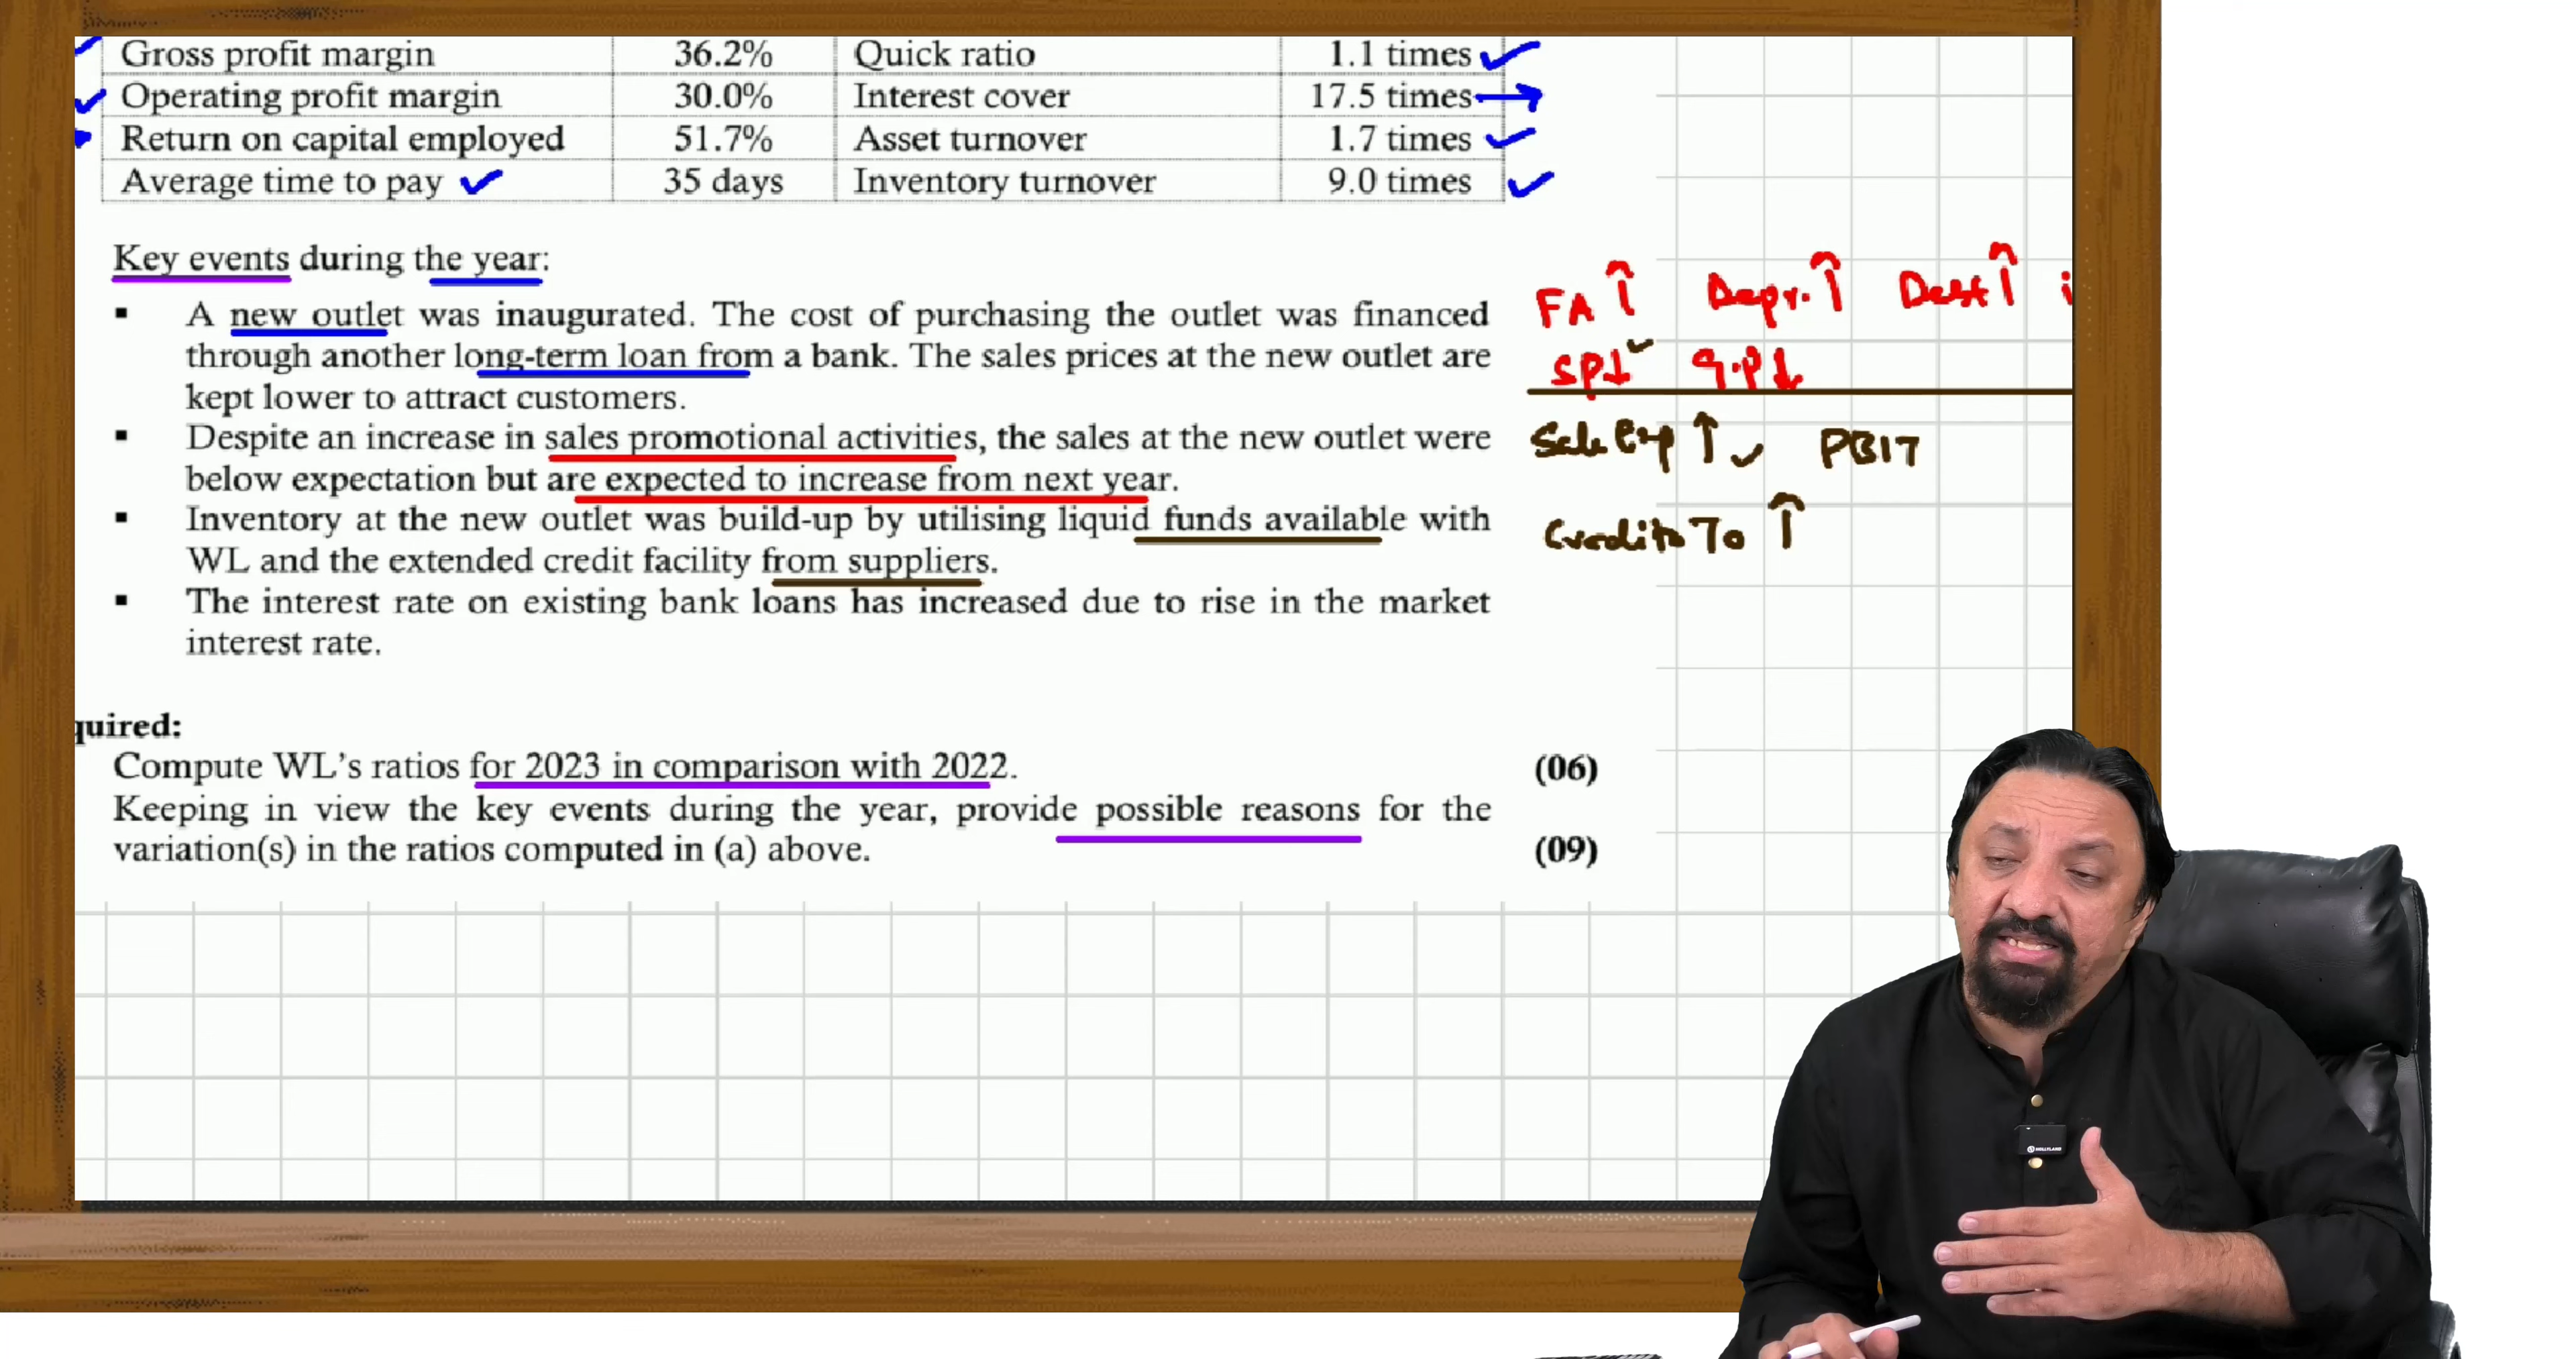 Gross profit margin 36.2% Quick ratio 1.1 times
Operating profit margin 30.0% Interest cover 17.5 times
Return on capital employed 51.7% Asset turnover 1.7 times
Average time to pay 35 days Inventory turnover 9.0 times
Key events during the year:
▪ A new outlet was inaugurated. The cost of purchasing the outlet was financed
through another long-term loan from a bank. The sales prices at the new outlet are
kept lower to attract customers.
▪ Despite an increase in sales promotional activities, the sales at the new outlet were
below expectation but are expected to increase from next year.
▪ Inventory at the new outlet was build-up by utilising liquid funds available with
WL and the extended credit facility from suppliers.
▪ The interest rate on existing bank loans has increased due to rise in the market
interest rate.
FA ↑ Depr. ↑ Debt ↑ i
SP↓ G.P↓
Sale Exp ↑ PBIT
Credit To ↑
quired:
Compute WL's ratios for 2023 in comparison with 2022. (06)
Keeping in view the key events during the year, provide possible reasons for the
variation(s) in the ratios computed in (a) above. (09)
HOLLYLAND